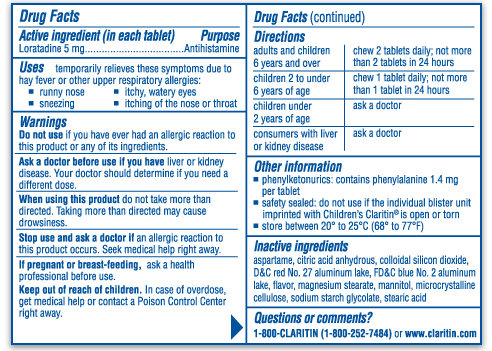 Drug Facts
Active ingredient (in each tablet) Purpose
Loratadine 5 mg..................................Antihistamine
Uses temporarily relieves these symptoms due to
hay fever or other upper respiratory allergies:
■ runny nose ■ itchy, watery eyes
■ sneezing ■ itching of the nose or throat
Warnings
Do not use if you have ever had an allergic reaction to
this product or any of its ingredients.
Ask a doctor before use if you have liver or kidney
disease. Your doctor should determine if you need a
different dose.
When using this product do not take more than
directed. Taking more than directed may cause
drowsiness.
Stop use and ask a doctor if an allergic reaction to
this product occurs. Seek medical help right away.
If pregnant or breast-feeding, ask a health
professional before use.
Keep out of reach of children. In case of overdose,
get medical help or contact a Poison Control Center
right away.
Drug Facts (continued)
Directions
adults and children chew 2 tablets daily; not more
6 years and over than 2 tablets in 24 hours
children 2 to under chew 1 tablet daily; not more
6 years of age than 1 tablet in 24 hours
children under ask a doctor
2 years of age
consumers with liver ask a doctor
or kidney disease
Other information
■ phenylketonurics: contains phenylalanine 1.4 mg
per tablet
■ safety sealed: do not use if the individual blister unit
imprinted with Children's Claritin® is open or torn
■ store between 20° to 25°C (68° to 77°F)
Inactive ingredients
aspartame, citric acid anhydrous, colloidal silicon dioxide,
D&C red No. 27 aluminum lake, FD&C blue No. 2 aluminum
lake, flavor, magnesium stearate, mannitol, microcrystalline
cellulose, sodium starch glycolate, stearic acid
Questions or comments?
1-800-CLARITIN (1-800-252-7484) or www.claritin.com